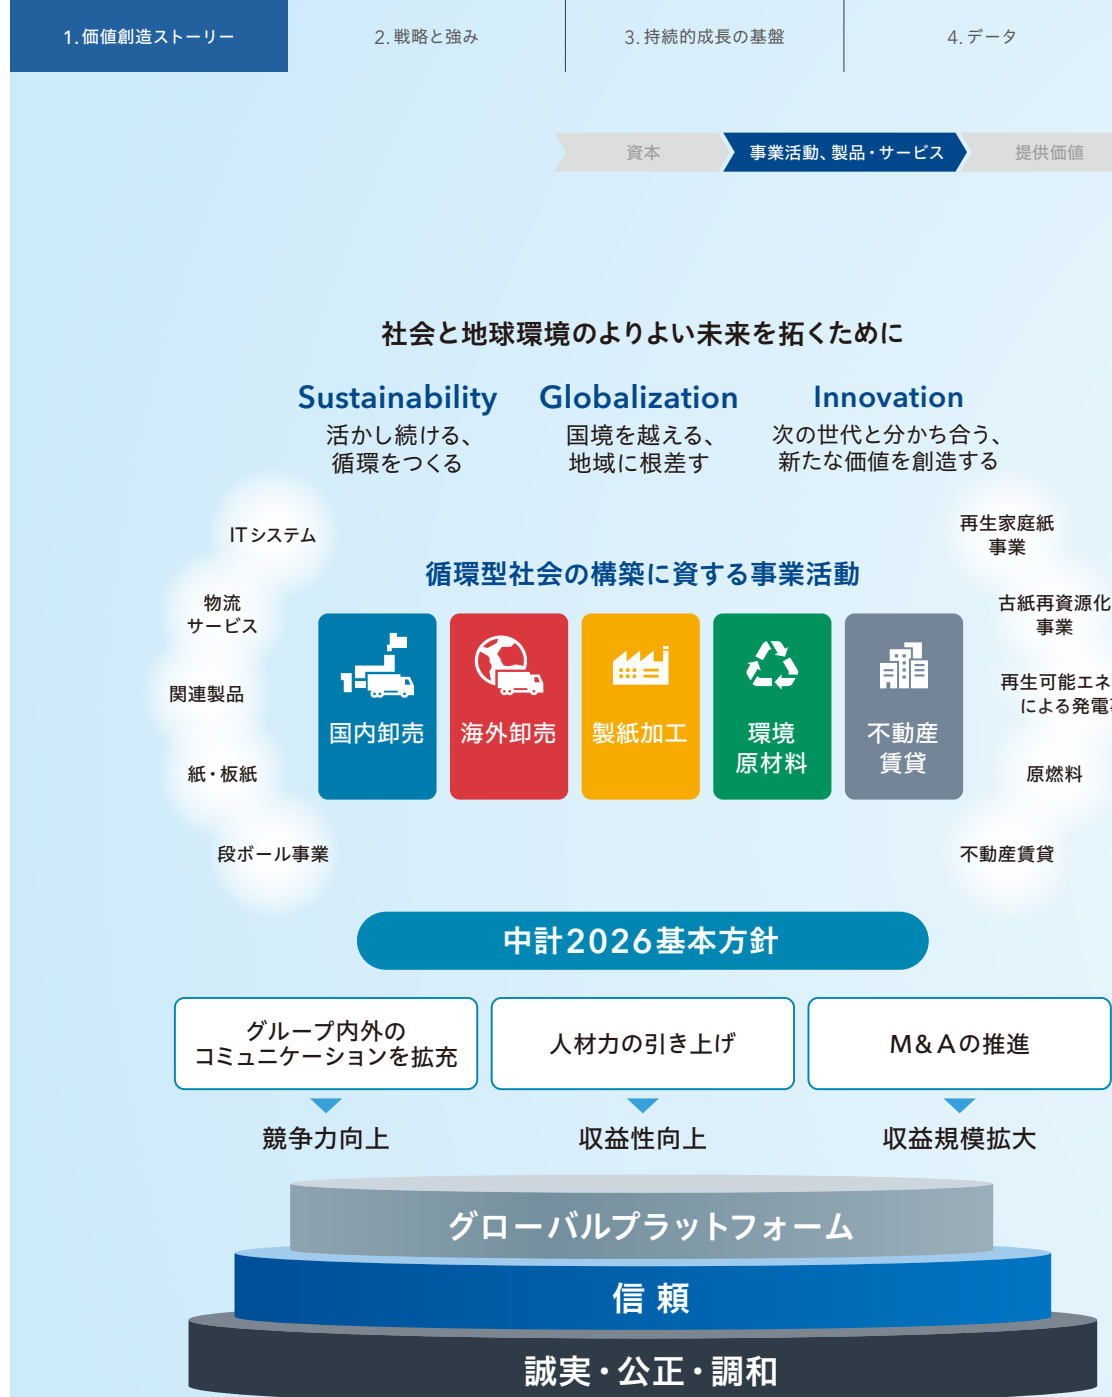 1.価値創造ストーリー
2.戦略と強み
3.持続的成長の基盤
4.データ
資本
事業活動、製品・サービス
提供価値
社会と地球環境のよりよい未来を拓くために
Sustainability
活かし続ける、
循環をつくる
Globalization
国境を越える、
地域に根差す
Innovation
次の世代と分かち合う、
新たな価値を創造する
ITシステム
物流
サービス
関連製品
紙・板紙
段ボール事業
循環型社会の構築に資する事業活動
国内卸売
海外卸売
製紙加工
環境
原材料
不動産
賃貸
再生家庭紙
事業
古紙再資源化
事業
再生可能エネ
による発電
原燃料
不動産賃貸
中計2026基本方針
グループ内外の
コミュニケーションを拡充
競争力向上
人材力の引き上げ
収益性向上
M&Aの推進
収益規模拡大
グローバルプラットフォーム
信頼
誠実・公正・調和